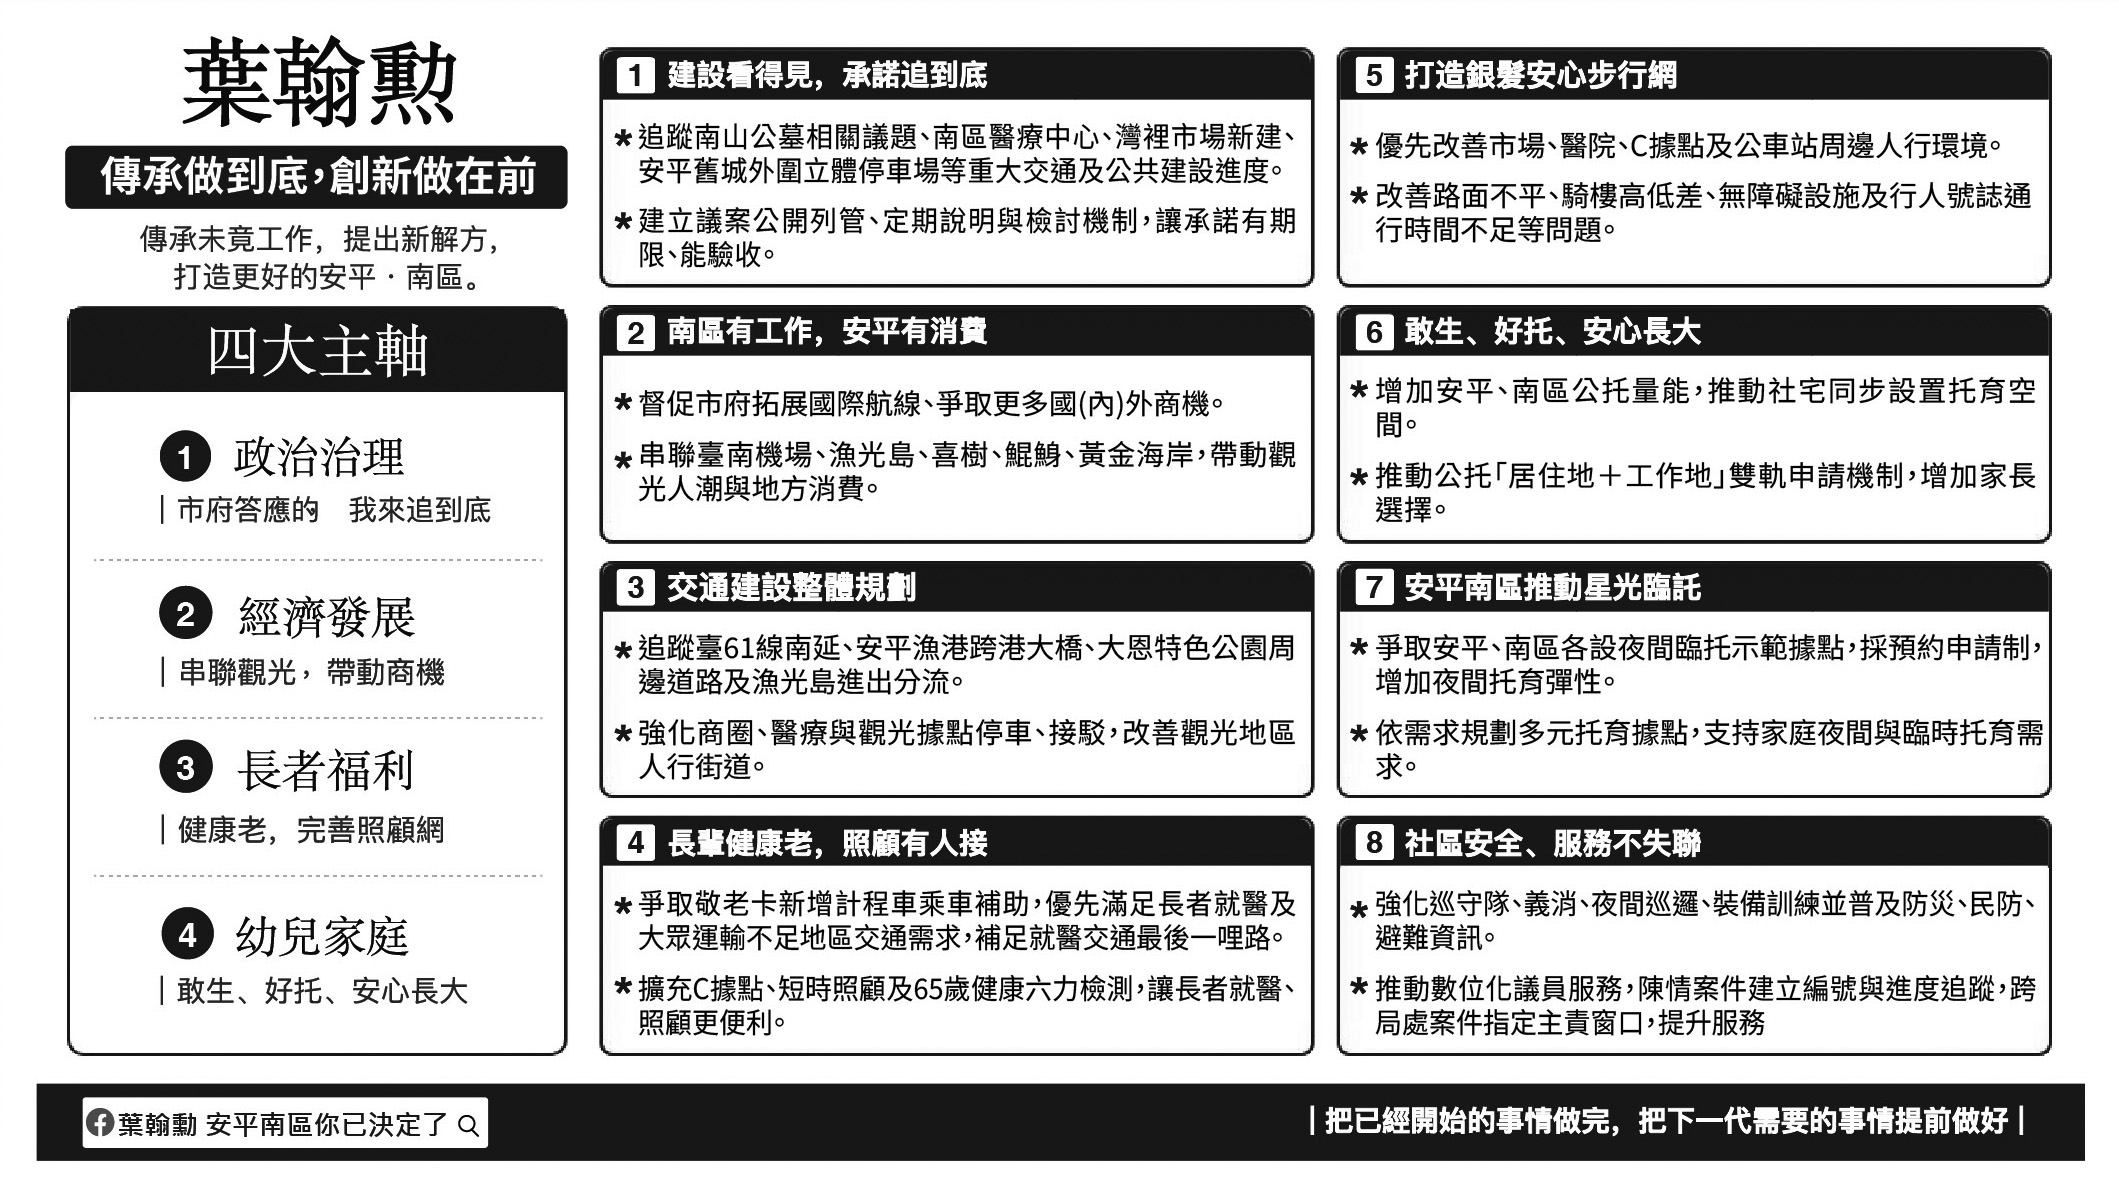 葉翰勳
傳承做到底，創新做在前
傳承未竟工作，提出新解方，
打造更好的安平．南區。
四大主軸
1 政治治理
｜市府答應的 我來追到底
2 經濟發展
｜串聯觀光，帶動商機
3 長者福利
｜健康老，完善照顧網
4 幼兒家庭
｜敢生、好托、安心長大
1 建設看得見，承諾追到底
* 追蹤南山公墓相關議題、南區醫療中心、灣裡市場新建、
安平舊城外圍立體停車場等重大交通及公共建設進度。
* 建立議案公開列管、定期說明與檢討機制，讓承諾有期
限、能驗收。
2 南區有工作，安平有消費
* 督促市府拓展國際航線、爭取更多國(內)外商機。
* 串聯臺南機場、漁光島、喜樹、鯤鯓、黃金海岸，帶動觀
光人潮與地方消費。
3 交通建設整體規劃
* 追蹤臺61線南延、安平漁港跨港大橋、大恩特色公園周
邊道路及漁光島進出分流。
* 強化商圈、醫療與觀光據點停車、接駁，改善觀光地區
人行街道。
4 長輩健康老，照顧有人接
* 爭取敬老卡新增計程車乘車補助，優先滿足長者就醫及
大眾運輸不足地區交通需求，補足就醫交通最後一哩路。
* 擴充C據點、短時照顧及65歲健康六力檢測，讓長者就醫、
照顧更便利。
5 打造銀髮安心步行網
* 優先改善市場、醫院、C據點及公車站周邊人行環境。
* 改善路面不平、騎樓高低差、無障礙設施及行人號誌通
行時間不足等問題。
6 敢生、好托、安心長大
* 增加安平、南區公托量能，推動社宅同步設置托育空
間。
* 推動公托「居住地＋工作地」雙軌申請機制，增加家長
選擇。
7 安平南區推動星光臨託
* 爭取安平、南區各設夜間臨托示範據點，採預約申請制，
增加夜間托育彈性。
* 依需求規劃多元托育據點，支持家庭夜間與臨時托育需
求。
8 社區安全、服務不失聯
* 強化巡守隊、義消、夜間巡邏、裝備訓練並普及防災、民防、
避難資訊。
* 推動數位化議員服務，陳情案件建立編號與進度追蹤，跨
局處案件指定主責窗口，提升服務
葉翰勳 安平南區你已決定了
｜把已經開始的事情做完，把下一代需要的事情提前做好｜